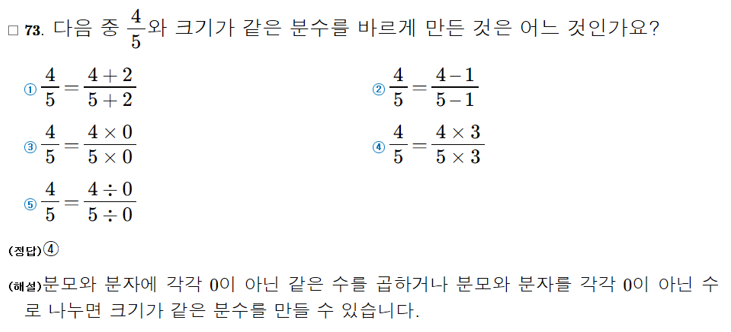 □ 73. 다음 중 4/5와 크기가 같은 분수를 바르게 만든 것은 어느 것인가요?
① 4/5 = (4+2)/(5+2) ② 4/5 = (4−1)/(5−1)
③ 4/5 = (4×0)/(5×0) ④ 4/5 = (4×3)/(5×3)
⑤ 4/5 = (4÷0)/(5÷0)
(정답)④
(해설)분모와 분자에 각각 0이 아닌 같은 수를 곱하거나 분모와 분자를 각각 0이 아닌 수
로 나누면 크기가 같은 분수를 만들 수 있습니다.